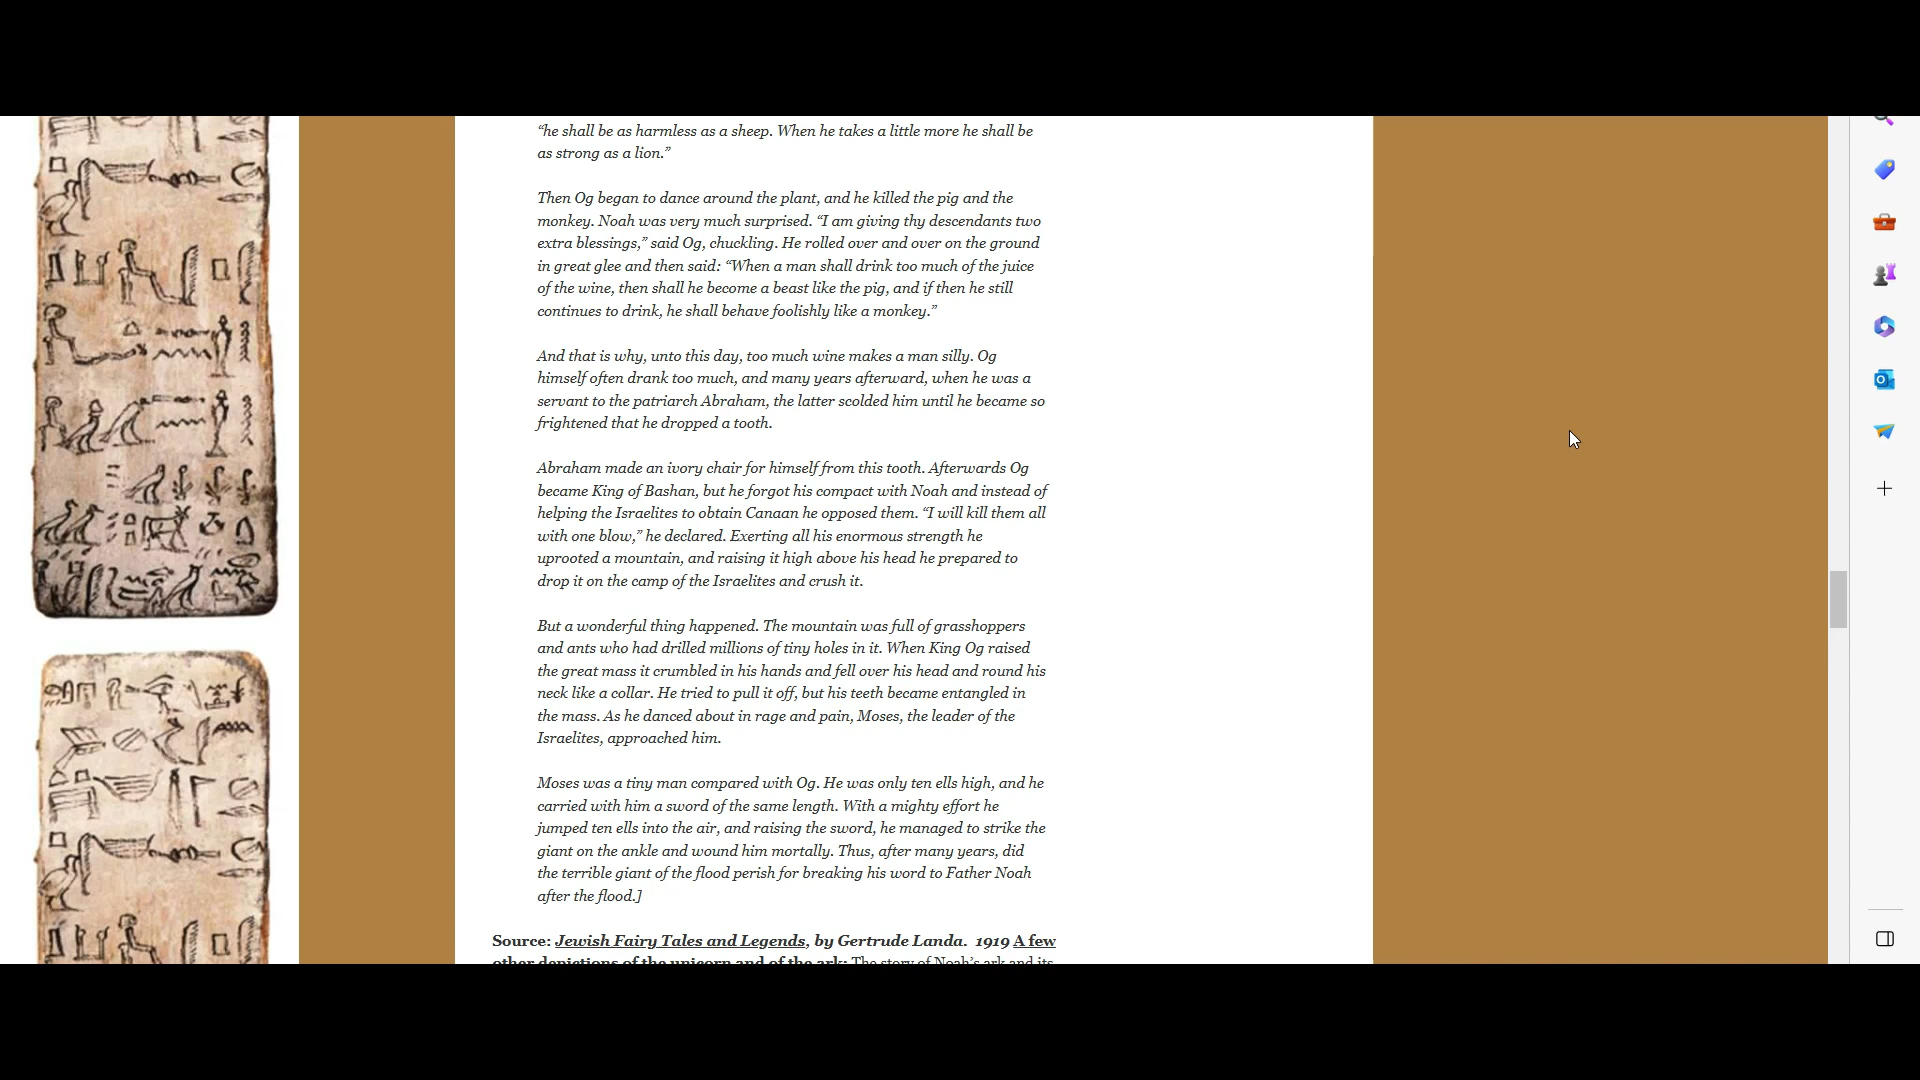 “he shall be as harmless as a sheep. When he takes a little more he shall be
as strong as a lion.”
Then Og began to dance around the plant, and he killed the pig and the
monkey. Noah was very much surprised. “I am giving thy descendants two
extra blessings,” said Og, chuckling. He rolled over and over on the ground
in great glee and then said: “When a man shall drink too much of the juice
of the wine, then shall he become a beast like the pig, and if then he still
continues to drink, he shall behave foolishly like a monkey.”
And that is why, unto this day, too much wine makes a man silly. Og
himself often drank too much, and many years afterward, when he was a
servant to the patriarch Abraham, the latter scolded him until he became so
frightened that he dropped a tooth.
Abraham made an ivory chair for himself from this tooth. Afterwards Og
became King of Bashan, but he forgot his compact with Noah and instead of
helping the Israelites to obtain Canaan he opposed them. “I will kill them all
with one blow,” he declared. Exerting all his enormous strength he
uprooted a mountain, and raising it high above his head he prepared to
drop it on the camp of the Israelites and crush it.
But a wonderful thing happened. The mountain was full of grasshoppers
and ants who had drilled millions of tiny holes in it. When King Og raised
the great mass it crumbled in his hands and fell over his head and round his
neck like a collar. He tried to pull it off, but his teeth became entangled in
the mass. As he danced about in rage and pain, Moses, the leader of the
Israelites, approached him.
Moses was a tiny man compared with Og. He was only ten ells high, and he
carried with him a sword of the same length. With a mighty effort he
jumped ten ells into the air, and raising the sword, he managed to strike the
giant on the ankle and wound him mortally. Thus, after many years, did
the terrible giant of the flood perish for breaking his word to Father Noah
after the flood.]
Source: Jewish Fairy Tales and Legends, by Gertrude Landa. 1919 A few
other depictions of the unicorn and of the ark: The story of Noah’s ark and its